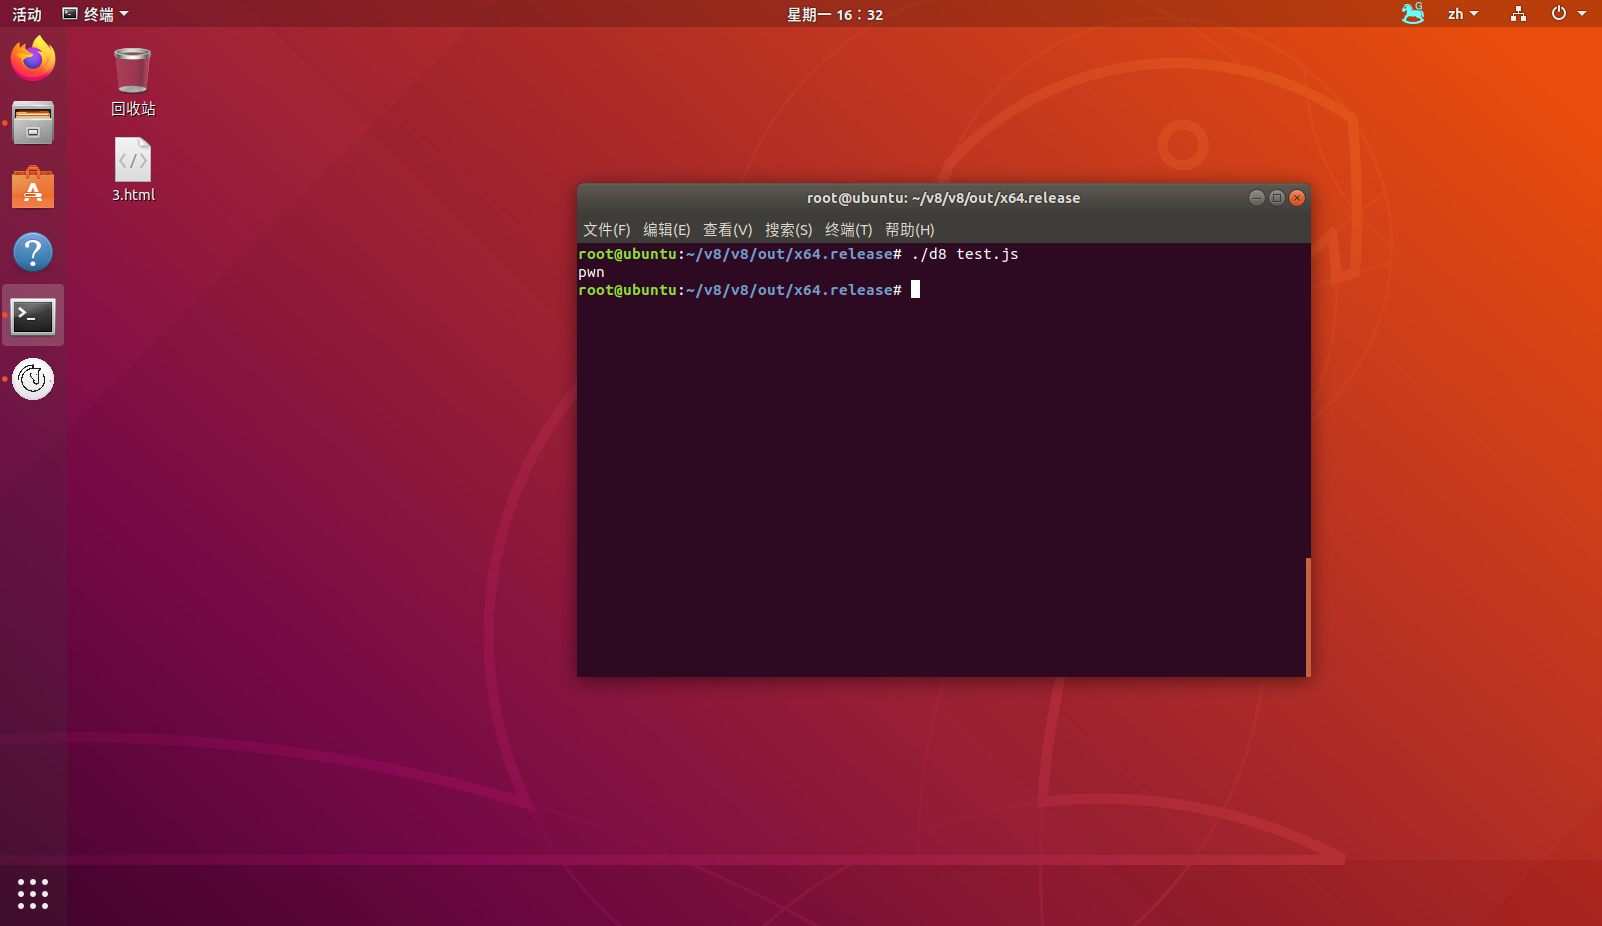 活动 终端 星期一 16：32 zh
回收站
3.html
root@ubuntu: ~/v8/v8/out/x64.release
文件(F) 编辑(E) 查看(V) 搜索(S) 终端(T) 帮助(H)
root@ubuntu:~/v8/v8/out/x64.release# ./d8 test.js
pwn
root@ubuntu:~/v8/v8/out/x64.release#